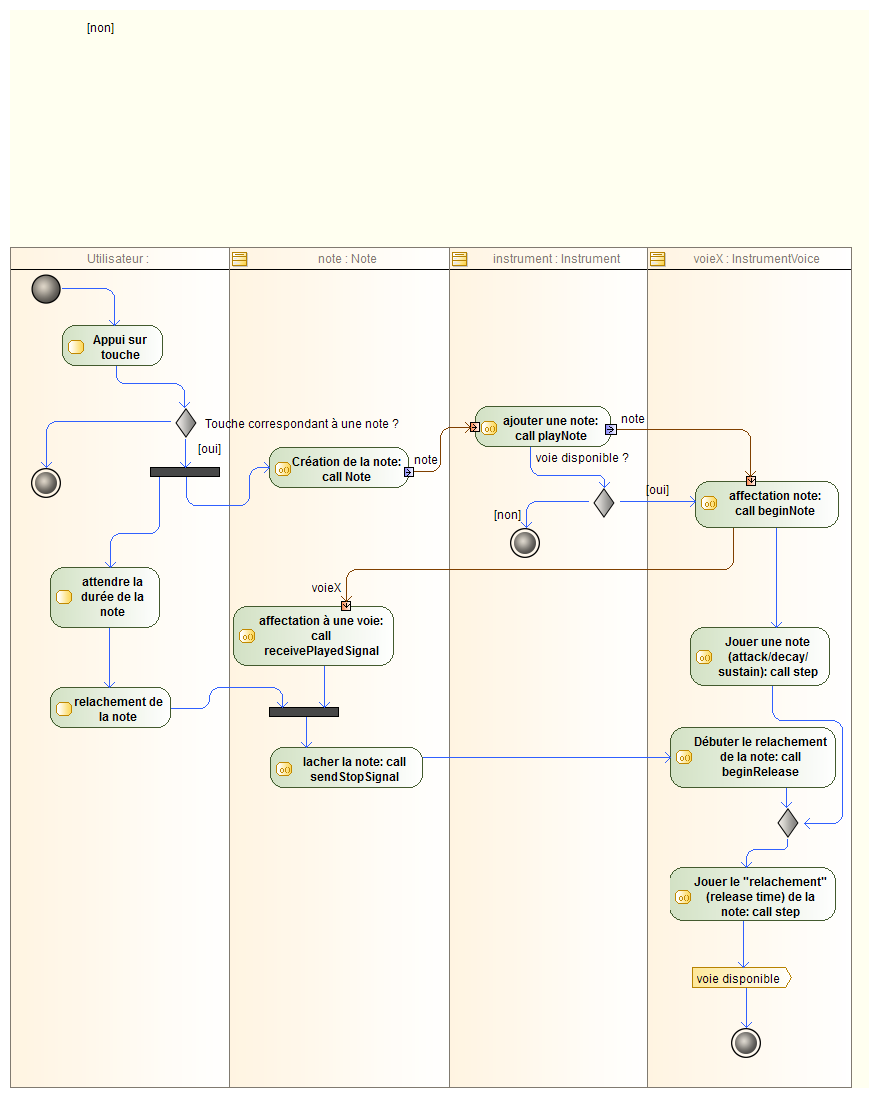 [non]
Utilisateur :
note : Note
instrument : Instrument
voieX : InstrumentVoice
Appui sur
touche
Touche correspondant à une note ?
[oui]
Création de la note:
call Note
note
ajouter une note:
call playNote
note
voie disponible ?
[oui]
[non]
affectation note:
call beginNote
attendre la
durée de la
note
voieX
affectation à une voie:
call
receivePlayedSignal
Jouer une note
(attack/decay/
sustain): call step
relachement de
la note
lacher la note: call
sendStopSignal
Débuter le relachement
de la note: call
beginRelease
Jouer le "relachement"
(release time) de la
note: call step
voie disponible